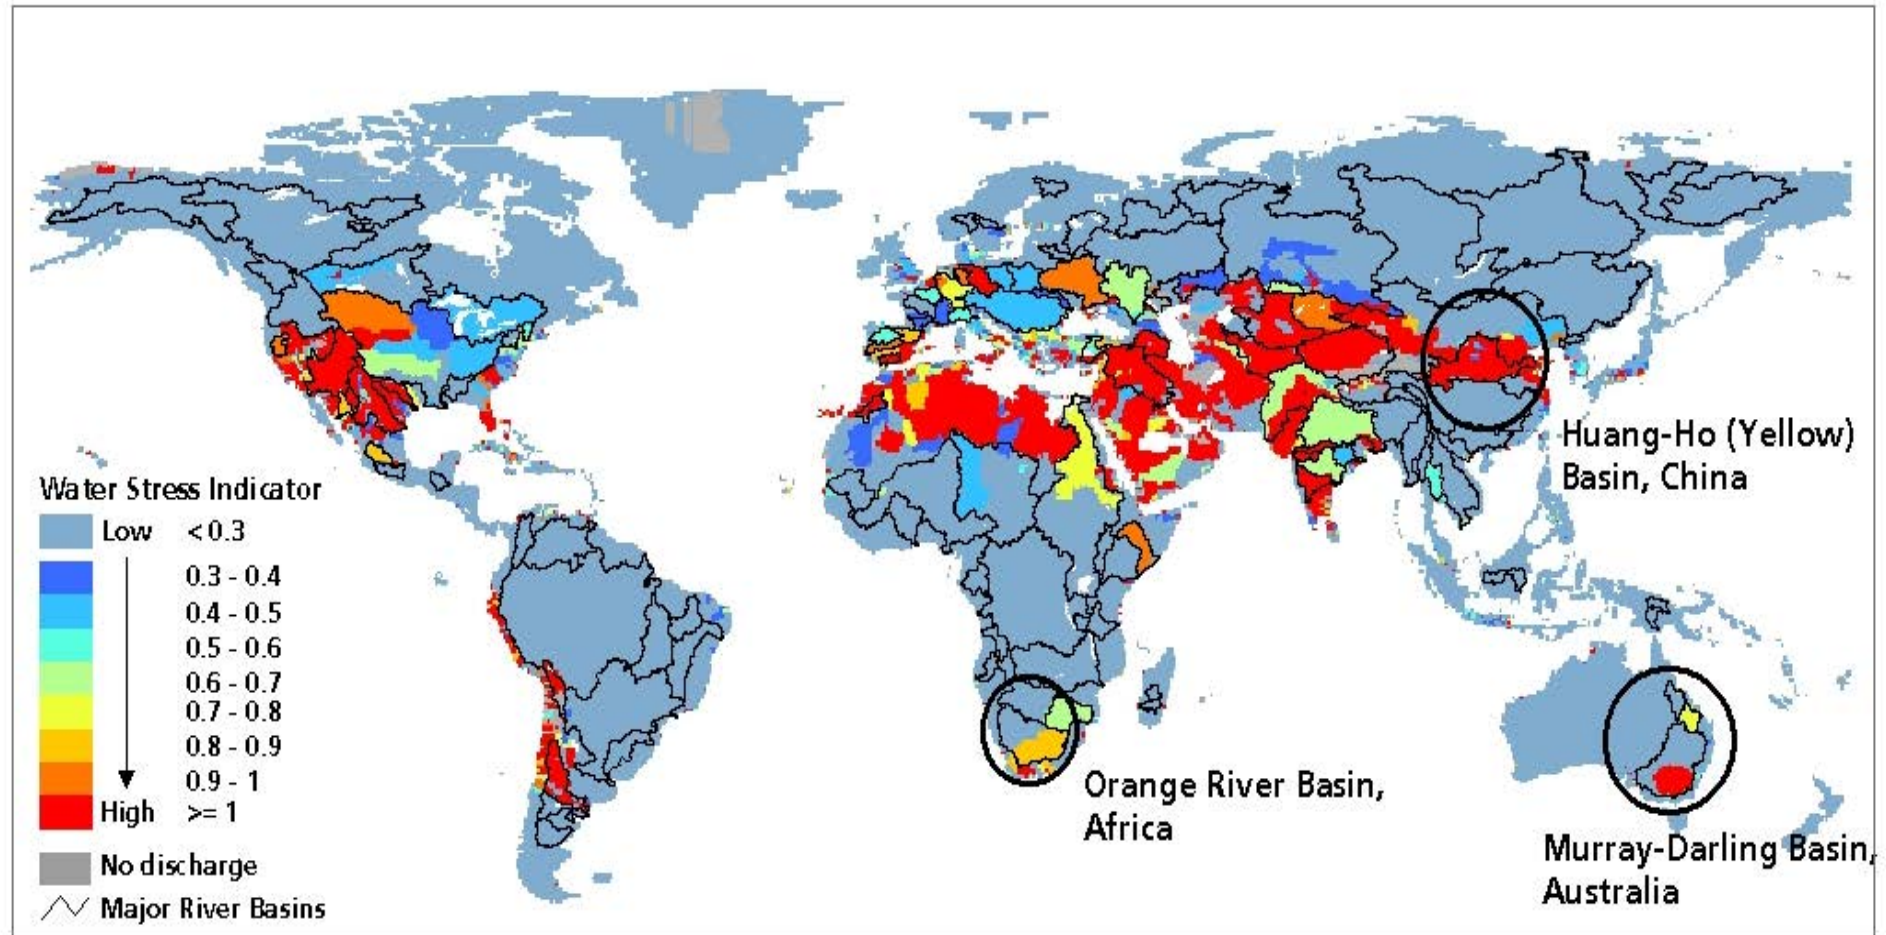 Huang-Ho (Yellow)
Basin, China
Water Stress Indicator
Low < 0.3
0.3 - 0.4
0.4 - 0.5
0.5 - 0.6
0.6 - 0.7
0.7 - 0.8
0.8 - 0.9
0.9 - 1
High >= 1
No discharge
Major River Basins
Orange River Basin,
Africa
Murray-Darling Basin,
Australia